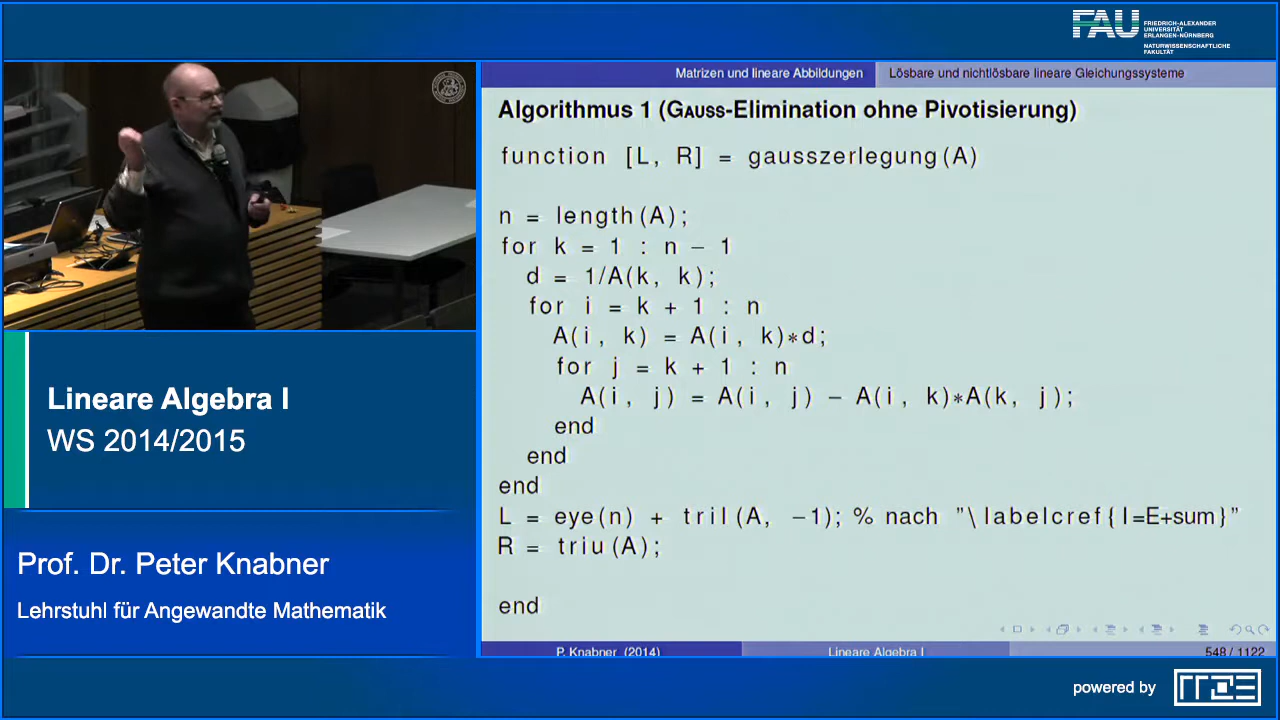 FAU
FRIEDRICH-ALEXANDER
UNIVERSITÄT
ERLANGEN-NÜRNBERG
NATURWISSENSCHAFTLICHE
FAKULTÄT
Matrizen und lineare Abbildungen
Lösbare und nichtlösbare lineare Gleichungssysteme
Algorithmus 1 (GAUSS-Elimination ohne Pivotisierung)
function [L, R] = gausszerlegung(A)
n = length(A);
for k = 1 : n − 1
d = 1/A(k, k);
for i = k + 1 : n
A(i, k) = A(i, k)*d;
for j = k + 1 : n
A(i, j) = A(i, j) − A(i, k)*A(k, j);
end
end
end
L = eye(n) + tril(A, −1); % nach "\labelcref{l=E+sum}"
R = triu(A);
end
P. Knabner (2014)
Lineare Algebra I
548 / 1122
Lineare Algebra I
WS 2014/2015
Prof. Dr. Peter Knabner
Lehrstuhl für Angewandte Mathematik
powered by